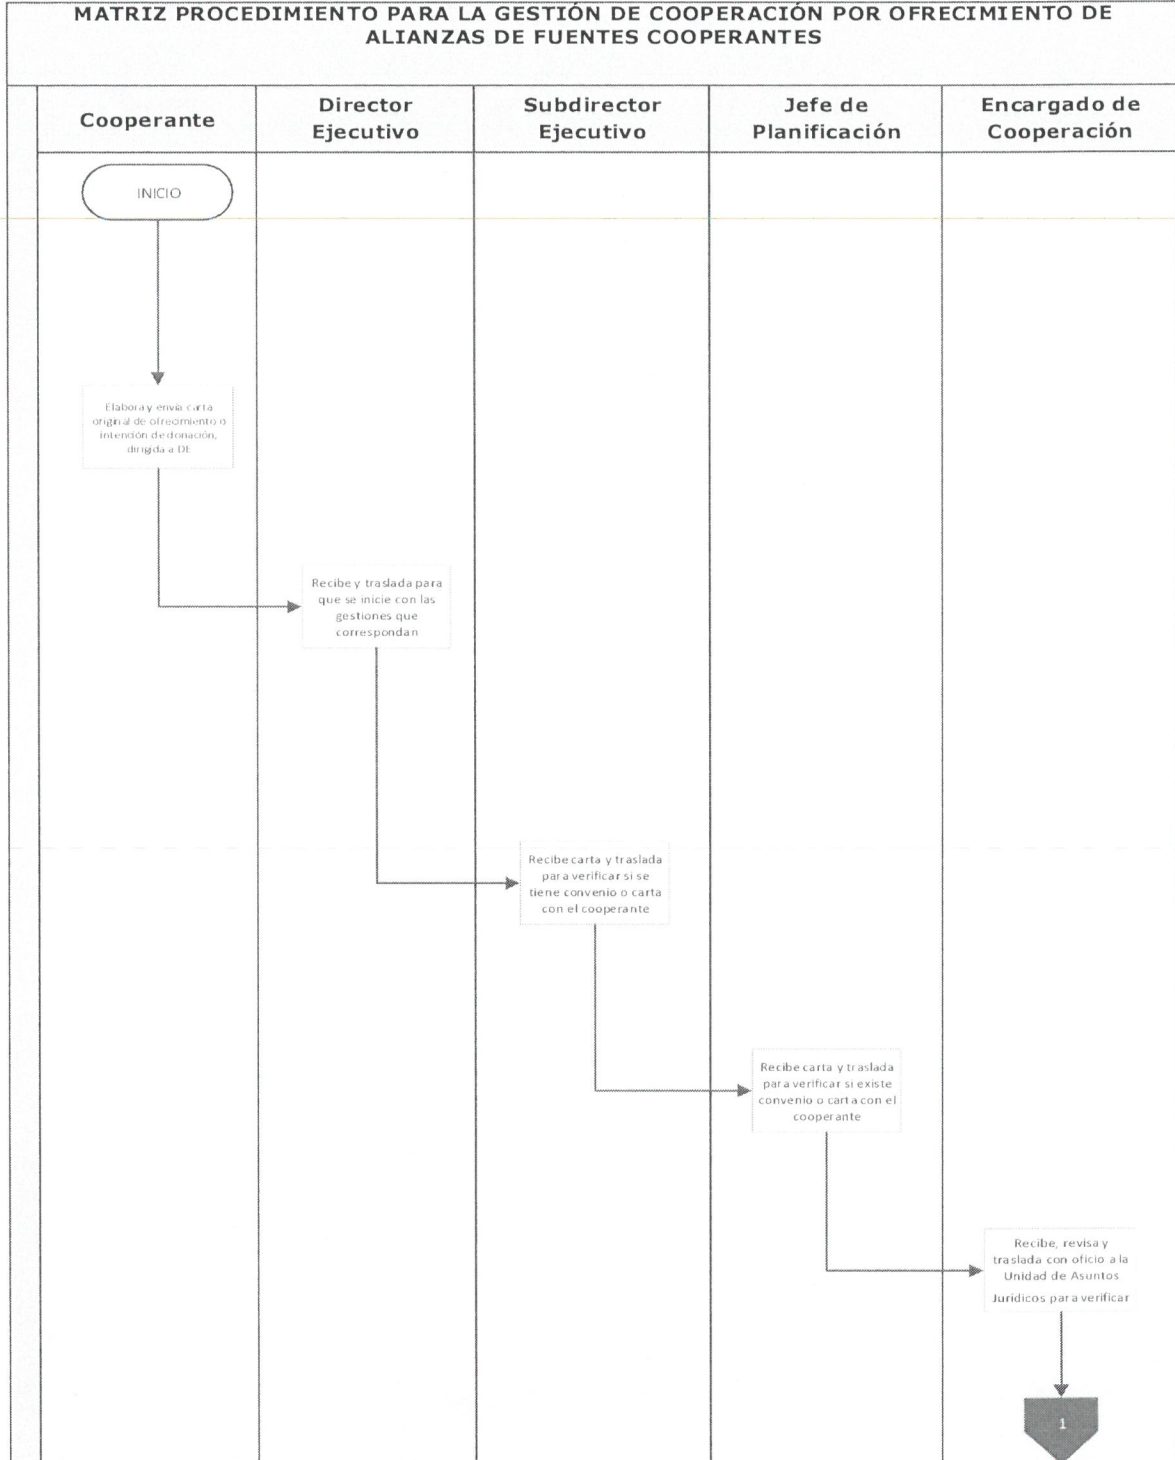 MATRIZ PROCEDIMIENTO PARA LA GESTIÓN DE COOPERACIÓN POR OFRECIMIENTO DE
ALIANZAS DE FUENTES COOPERANTES
Cooperante
Director
Ejecutivo
Subdirector
Ejecutivo
Jefe de
Planificación
Encargado de
Cooperación
INICIO
Elabora y envía carta
original de ofrecimiento o
intención de donación,
dirigida a DE
Recibe y traslada para
que se inicie con las
gestiones que
correspondan
Recibe carta y traslada
para verificar si se
tiene convenio o carta
con el cooperante
Recibe carta y traslada
para verificar si existe
convenio o carta con el
cooperante
Recibe, revisa y
traslada con oficio a la
Unidad de Asuntos
Jurídicos para verificar
1